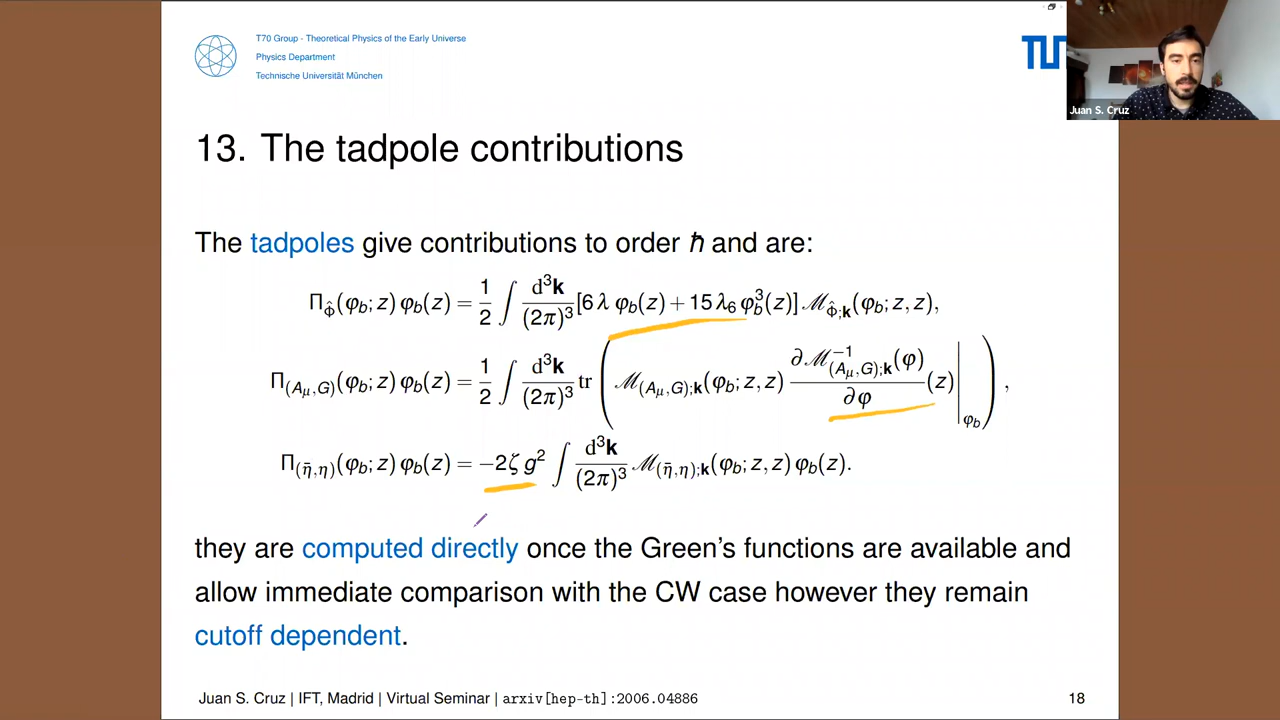 T70 Group - Theoretical Physics of the Early Universe
Physics Department
Technische Universität München
TU
Juan S. Cruz
13. The tadpole contributions
The tadpoles give contributions to order ℏ and are:
Π_Φ̂(φ_b; z) φ_b(z) = 1/2 ∫ d³k/(2π)³ [6 λ φ_b(z) + 15 λ₆ φ_b³(z)] ℳ_Φ̂;k(φ_b; z, z),
Π_(A_μ,G)(φ_b; z) φ_b(z) = 1/2 ∫ d³k/(2π)³ tr ( ℳ_(A_μ,G);k(φ_b; z, z) ∂ℳ⁻¹_(A_μ,G);k(φ)/∂φ (z) |_φ_b ),
Π_(η̄,η)(φ_b; z) φ_b(z) = −2ζ g² ∫ d³k/(2π)³ ℳ_(η̄,η);k(φ_b; z, z) φ_b(z).
they are computed directly once the Green's functions are available and
allow immediate comparison with the CW case however they remain
cutoff dependent.
Juan S. Cruz | IFT, Madrid | Virtual Seminar | arxiv[hep-th]:2006.04886
18